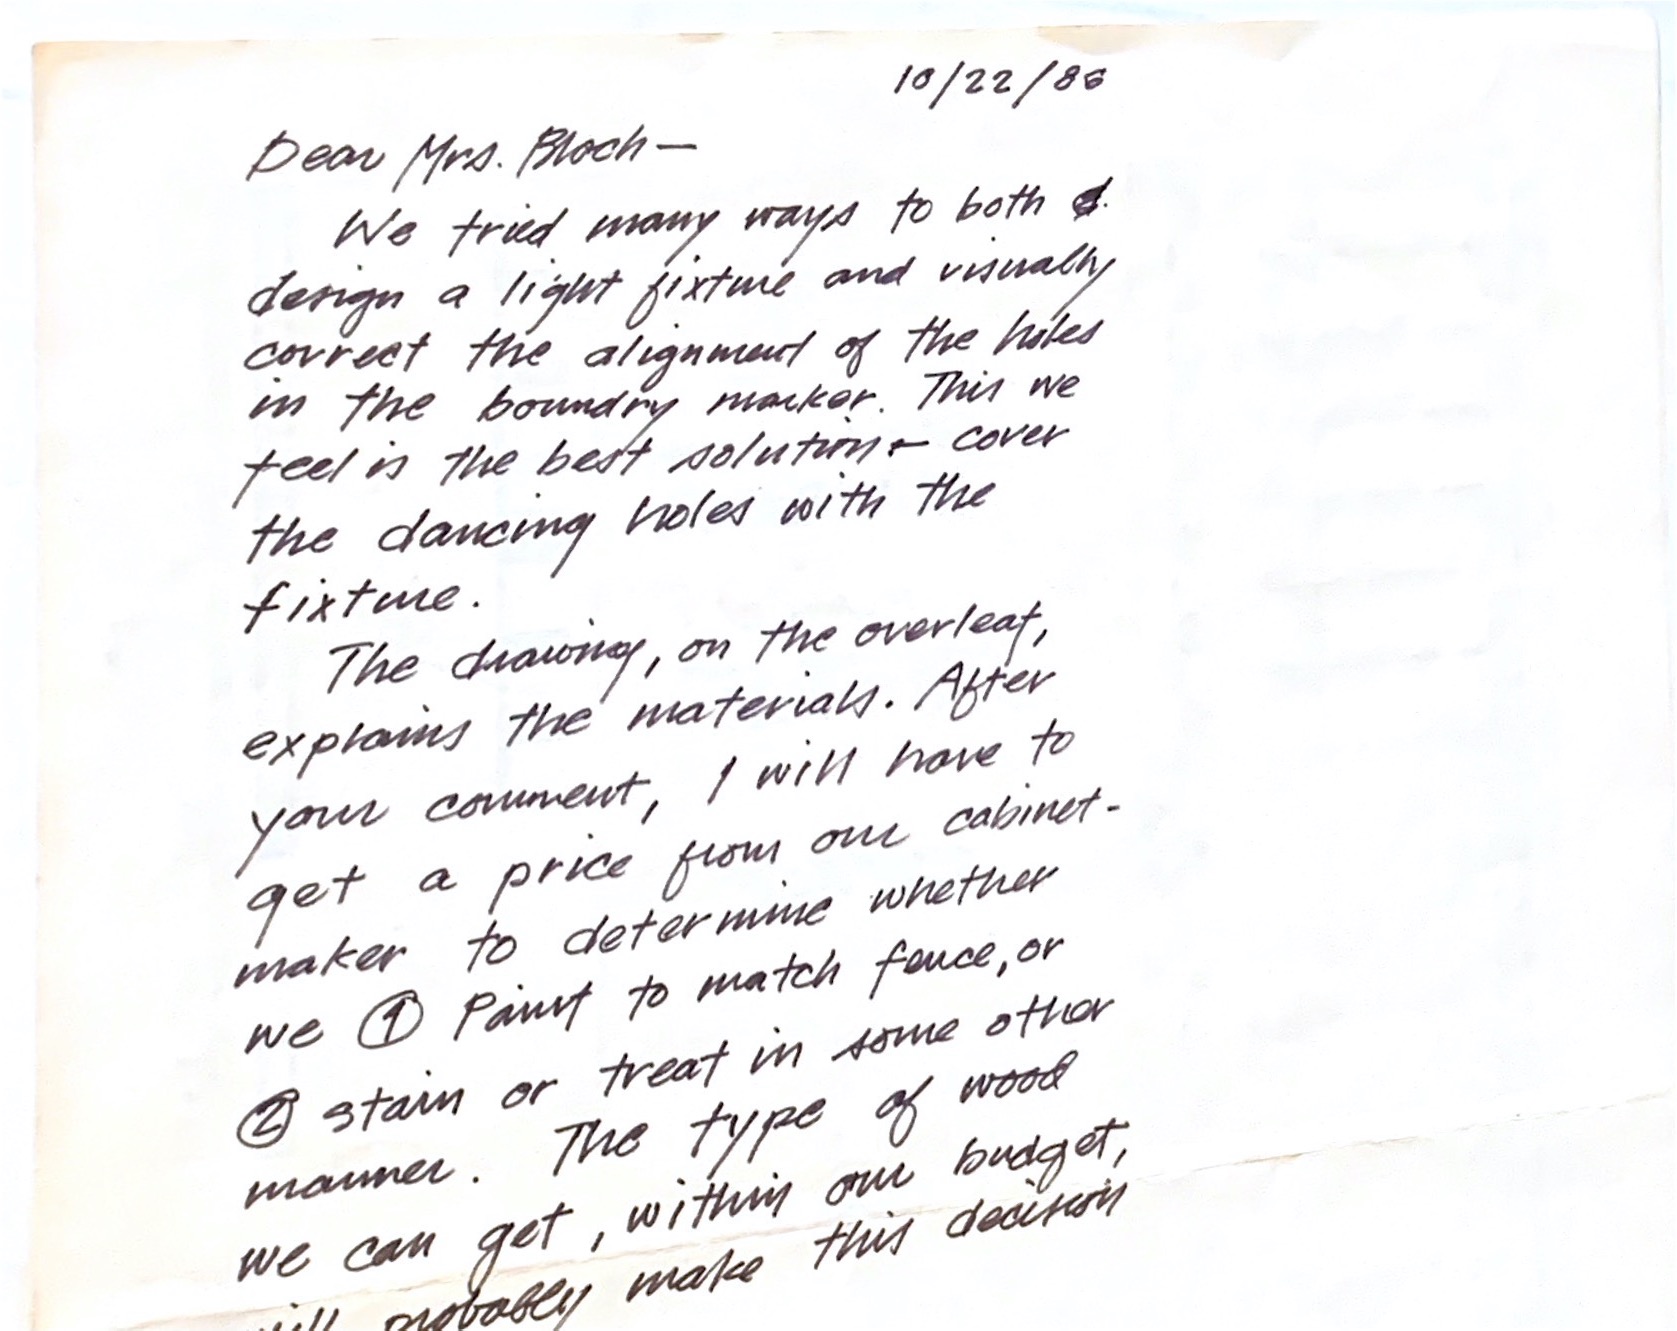 10/22/86
Dear Mrs. Bloch —
We tried many ways to both
design a light fixture and visually
correct the alignment of the holes
in the boundry marker. This we
feel is the best solution — cover
the dancing holes with the
fixture.
The drawing, on the overleaf,
explains the materials. After
your comment, I will have to
get a price from our cabinet-
maker to determine whether
we ① Paint to match fence, or
② stain or treat in some other
manner. The type of wood
we can get, within our budget,
will probably make this decision